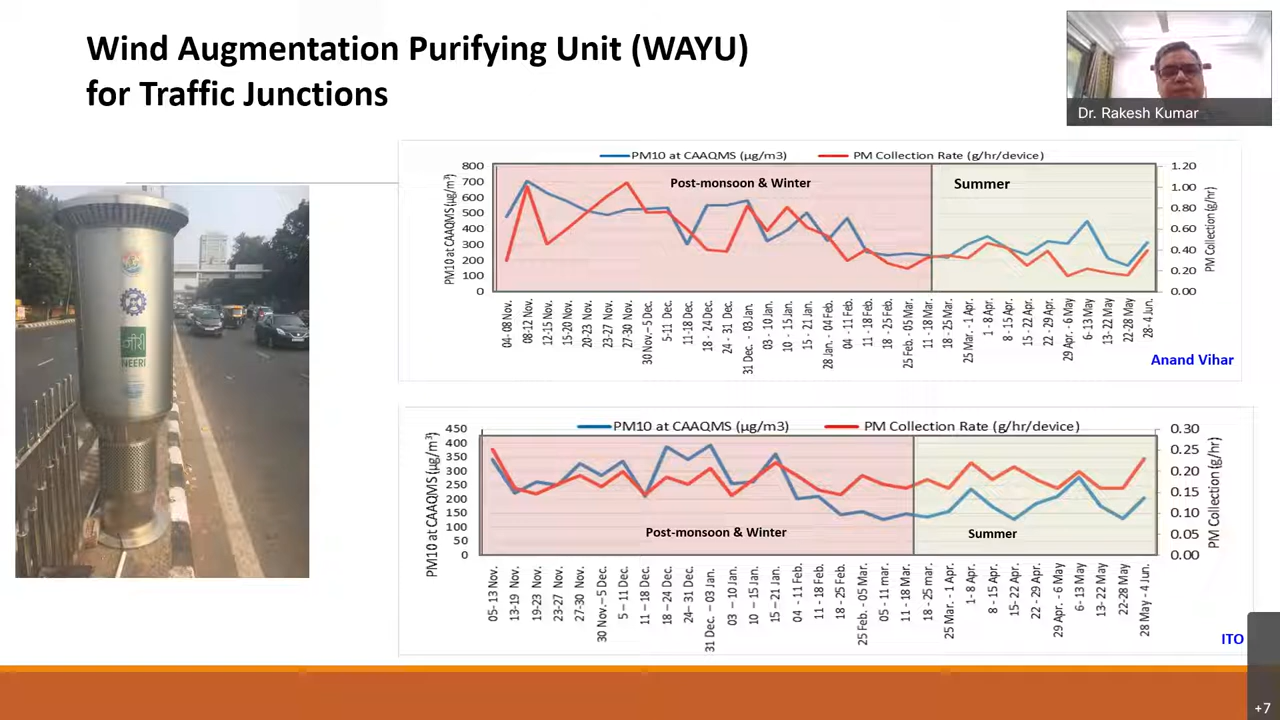 Wind Augmentation Purifying Unit (WAYU)
for Traffic Junctions
Dr. Rakesh Kumar
नीरी
NEERI
PM10 at CAAQMS (µg/m3)
PM Collection Rate (g/hr/device)
PM10 at CAAQMS (µg/m³)
800
700
600
500
400
300
200
100
0
Post-monsoon & Winter
Summer
1.20
1.00
0.80
0.60
0.40
0.20
0.00
PM Collection (g/hr)
04- 08 Nov.
08-12 Nov.
12-15 Nov.
15-20 Nov.
20-23 Nov.
23-27 Nov.
27-30 Nov.
30 Nov.-5 Dec.
5-11 Dec.
11-18 Dec.
18 - 24 Dec.
24 - 31 Dec.
31 Dec. - 03 Jan.
03 - 10 Jan.
10 - 15 Jan.
15 - 21 Jan.
28 Jan. - 04 Feb.
04 - 11 Feb.
11 - 18 Feb.
18 - 25 Feb.
25 Feb. - 05 Mar.
11 - 18 Mar.
25 Mar. - 1 Apr.
1 - 8 Apr.
8 - 15 Apr.
15 - 22 Apr.
22 - 29 Apr.
29 Apr. - 6 May
6- 13 May
13- 22 May
22-28 May
28- 4 Jun.
Anand Vihar
PM10 at CAAQMS (µg/m3)
PM Collection Rate (g/hr/device)
PM10 at CAAQMS (µg/m³)
450
400
350
300
250
200
150
100
50
0
Post-monsoon & Winter
Summer
0.30
0.25
0.20
0.15
0.10
0.05
0.00
PM Collection (g/hr)
05- 13 Nov.
13-19 Nov.
19-23 Nov.
23-27 Nov.
27-30 Nov.
30 Nov.– 5 Dec.
5 – 11 Dec.
11 – 18 Dec.
18 – 24 Dec.
24– 31 Dec.
31 Dec. – 03 Jan.
03 – 10 Jan.
10 – 15 Jan.
15 – 21 Jan.
04 - 11 Feb.
11 - 18 Feb.
18 - 25 Feb.
25 Feb. - 05 Mar.
05 - 11 mar.
11 - 18 Mar.
18 - 25 mar.
25 Mar. - 1 Apr.
1- 8 Apr.
8 - 15 Apr.
15- 22 Apr.
22 - 29 Apr.
29 Apr. - 6 May
6- 13 May
13- 22 May
22-28 May
28 May - 4 Jun.
ITO
+7